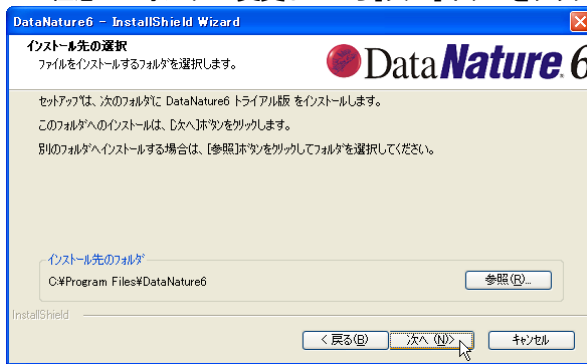 DataNature6 - InstallShield Wizard
インストール先の選択
ファイルをインストールするフォルダを選択します。
DataNature.6
セットアップは、次のフォルダに DataNature6 トライアル版 をインストールします。
このフォルダへのインストールは、[次へ]ボタンをクリックします。
別のフォルダへインストールする場合は、[参照]ボタンをクリックしてフォルダを選択してください。
インストール先のフォルダ
C:¥Program Files¥DataNature6
参照(R)...
InstallShield
< 戻る(B)
次へ (N)>
キャンセル